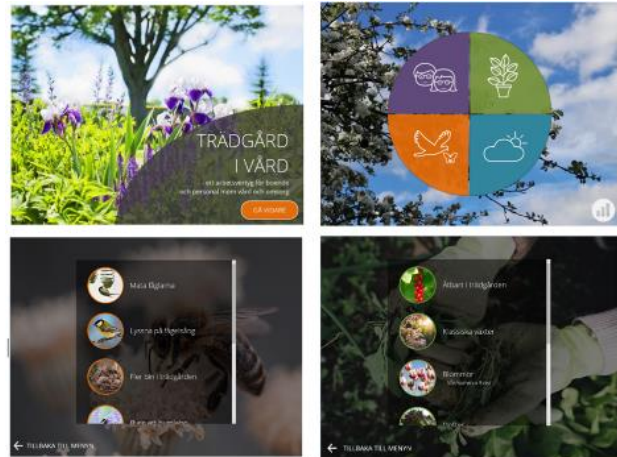 TRÄDGÅRD
I VÅRD
ett arbetsverktyg för boende
och personal inom vård och omsorg
GÅ VIDARE
Mata fåglarna
Lyssna på fågelsång
Fler bin i trädgården
TILLBAKA TILL MENYN
Ätbart i trädgården
Klassiska växter
Blommor
TILLBAKA TILL MENYN